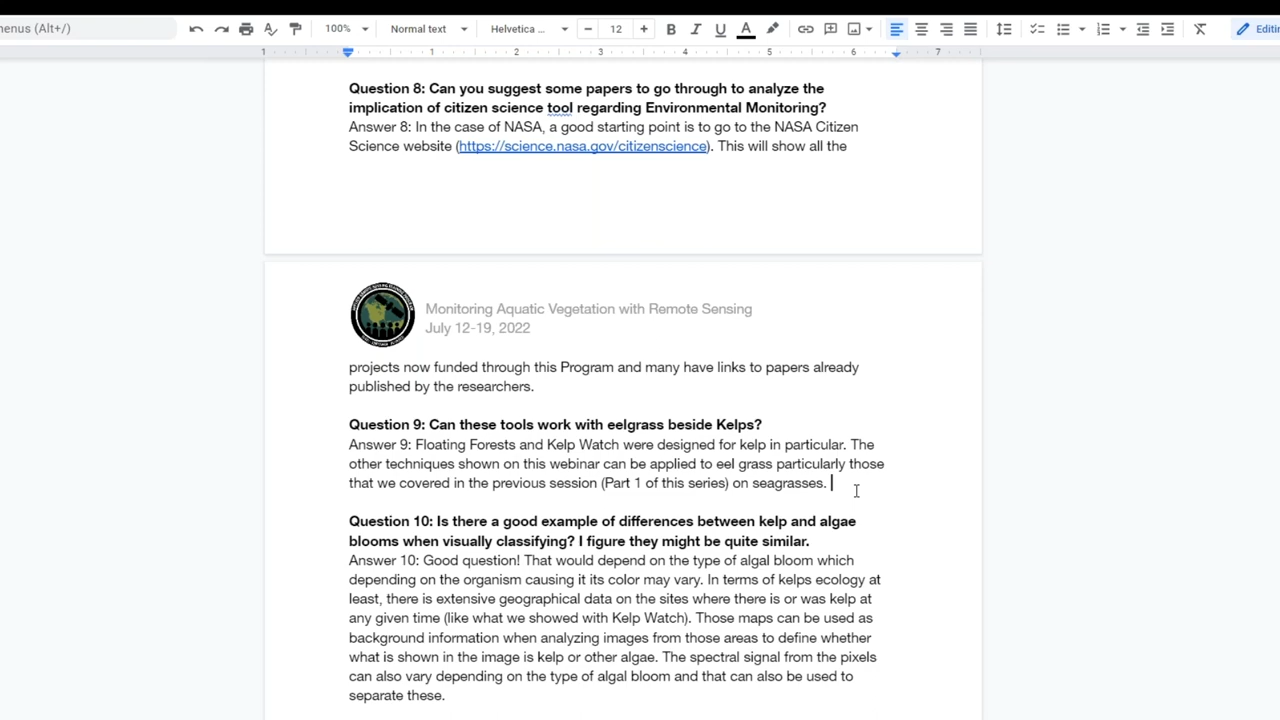 enus (Alt+/)
100%
Normal text
Helvetica ...
12
B
I
U
A
Editin
1
1
2
3
4
5
6
7
Question 8: Can you suggest some papers to go through to analyze the
implication of citizen science tool regarding Environmental Monitoring?
Answer 8: In the case of NASA, a good starting point is to go to the NASA Citizen
Science website (https://science.nasa.gov/citizenscience). This will show all the
Monitoring Aquatic Vegetation with Remote Sensing
July 12-19, 2022
projects now funded through this Program and many have links to papers already
published by the researchers.
Question 9: Can these tools work with eelgrass beside Kelps?
Answer 9: Floating Forests and Kelp Watch were designed for kelp in particular. The
other techniques shown on this webinar can be applied to eel grass particularly those
that we covered in the previous session (Part 1 of this series) on seagrasses.
Question 10: Is there a good example of differences between kelp and algae
blooms when visually classifying? I figure they might be quite similar.
Answer 10: Good question! That would depend on the type of algal bloom which
depending on the organism causing it its color may vary. In terms of kelps ecology at
least, there is extensive geographical data on the sites where there is or was kelp at
any given time (like what we showed with Kelp Watch). Those maps can be used as
background information when analyzing images from those areas to define whether
what is shown in the image is kelp or other algae. The spectral signal from the pixels
can also vary depending on the type of algal bloom and that can also be used to
separate these.